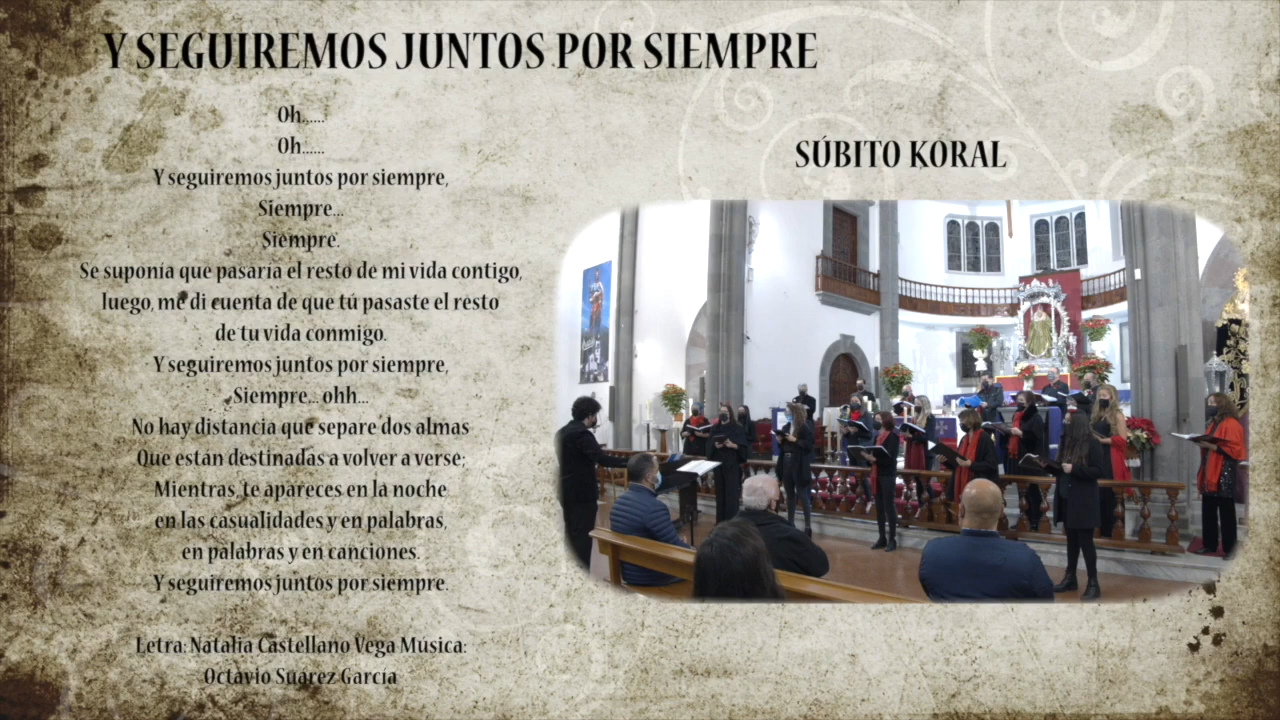 Y SEGUIREMOS JUNTOS POR SIEMPRE
Oh......
Oh......
Y seguiremos juntos por siempre,
Siempre...
Siempre.
Se suponía que pasaría el resto de mi vida contigo,
luego, me di cuenta de que tú pasaste el resto
de tu vida conmigo.
Y seguiremos juntos por siempre,
Siempre... ohh...
No hay distancia que separe dos almas
Que están destinadas a volver a verse;
Mientras, te apareces en la noche
en las casualidades y en palabras,
en palabras y en canciones.
Y seguiremos juntos por siempre.
Letra: Natalia Castellano Vega Música:
Octavio Suárez García
SÚBITO KORAL